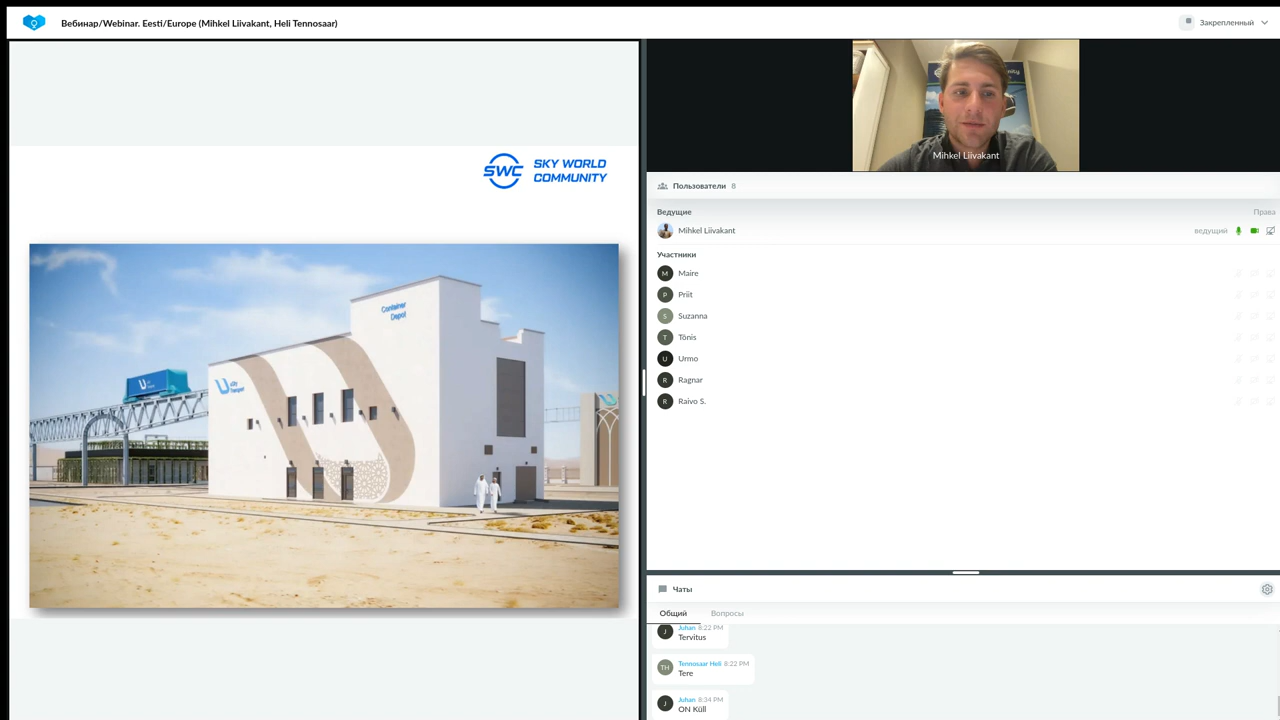 Вебинар/Webinar. Eesti/Europe (Mihkel Liivakant, Heli Tennosaar)
Закрепленный
SWC SKY WORLD
COMMUNITY
Container
Depot
Mihkel Liivakant
Пользователи 8
Ведущие Права
Mihkel Liivakant ведущий
Участники
M Maire
P Priit
S Suzanna
T Tõnis
U Urmo
R Ragnar
R Raivo S.
Чаты
Общий Вопросы
J Juhan 8:22 PM
Tervitus
TH Tennosaar Heli 8:22 PM
Tere
J Juhan 8:34 PM
ON Küll